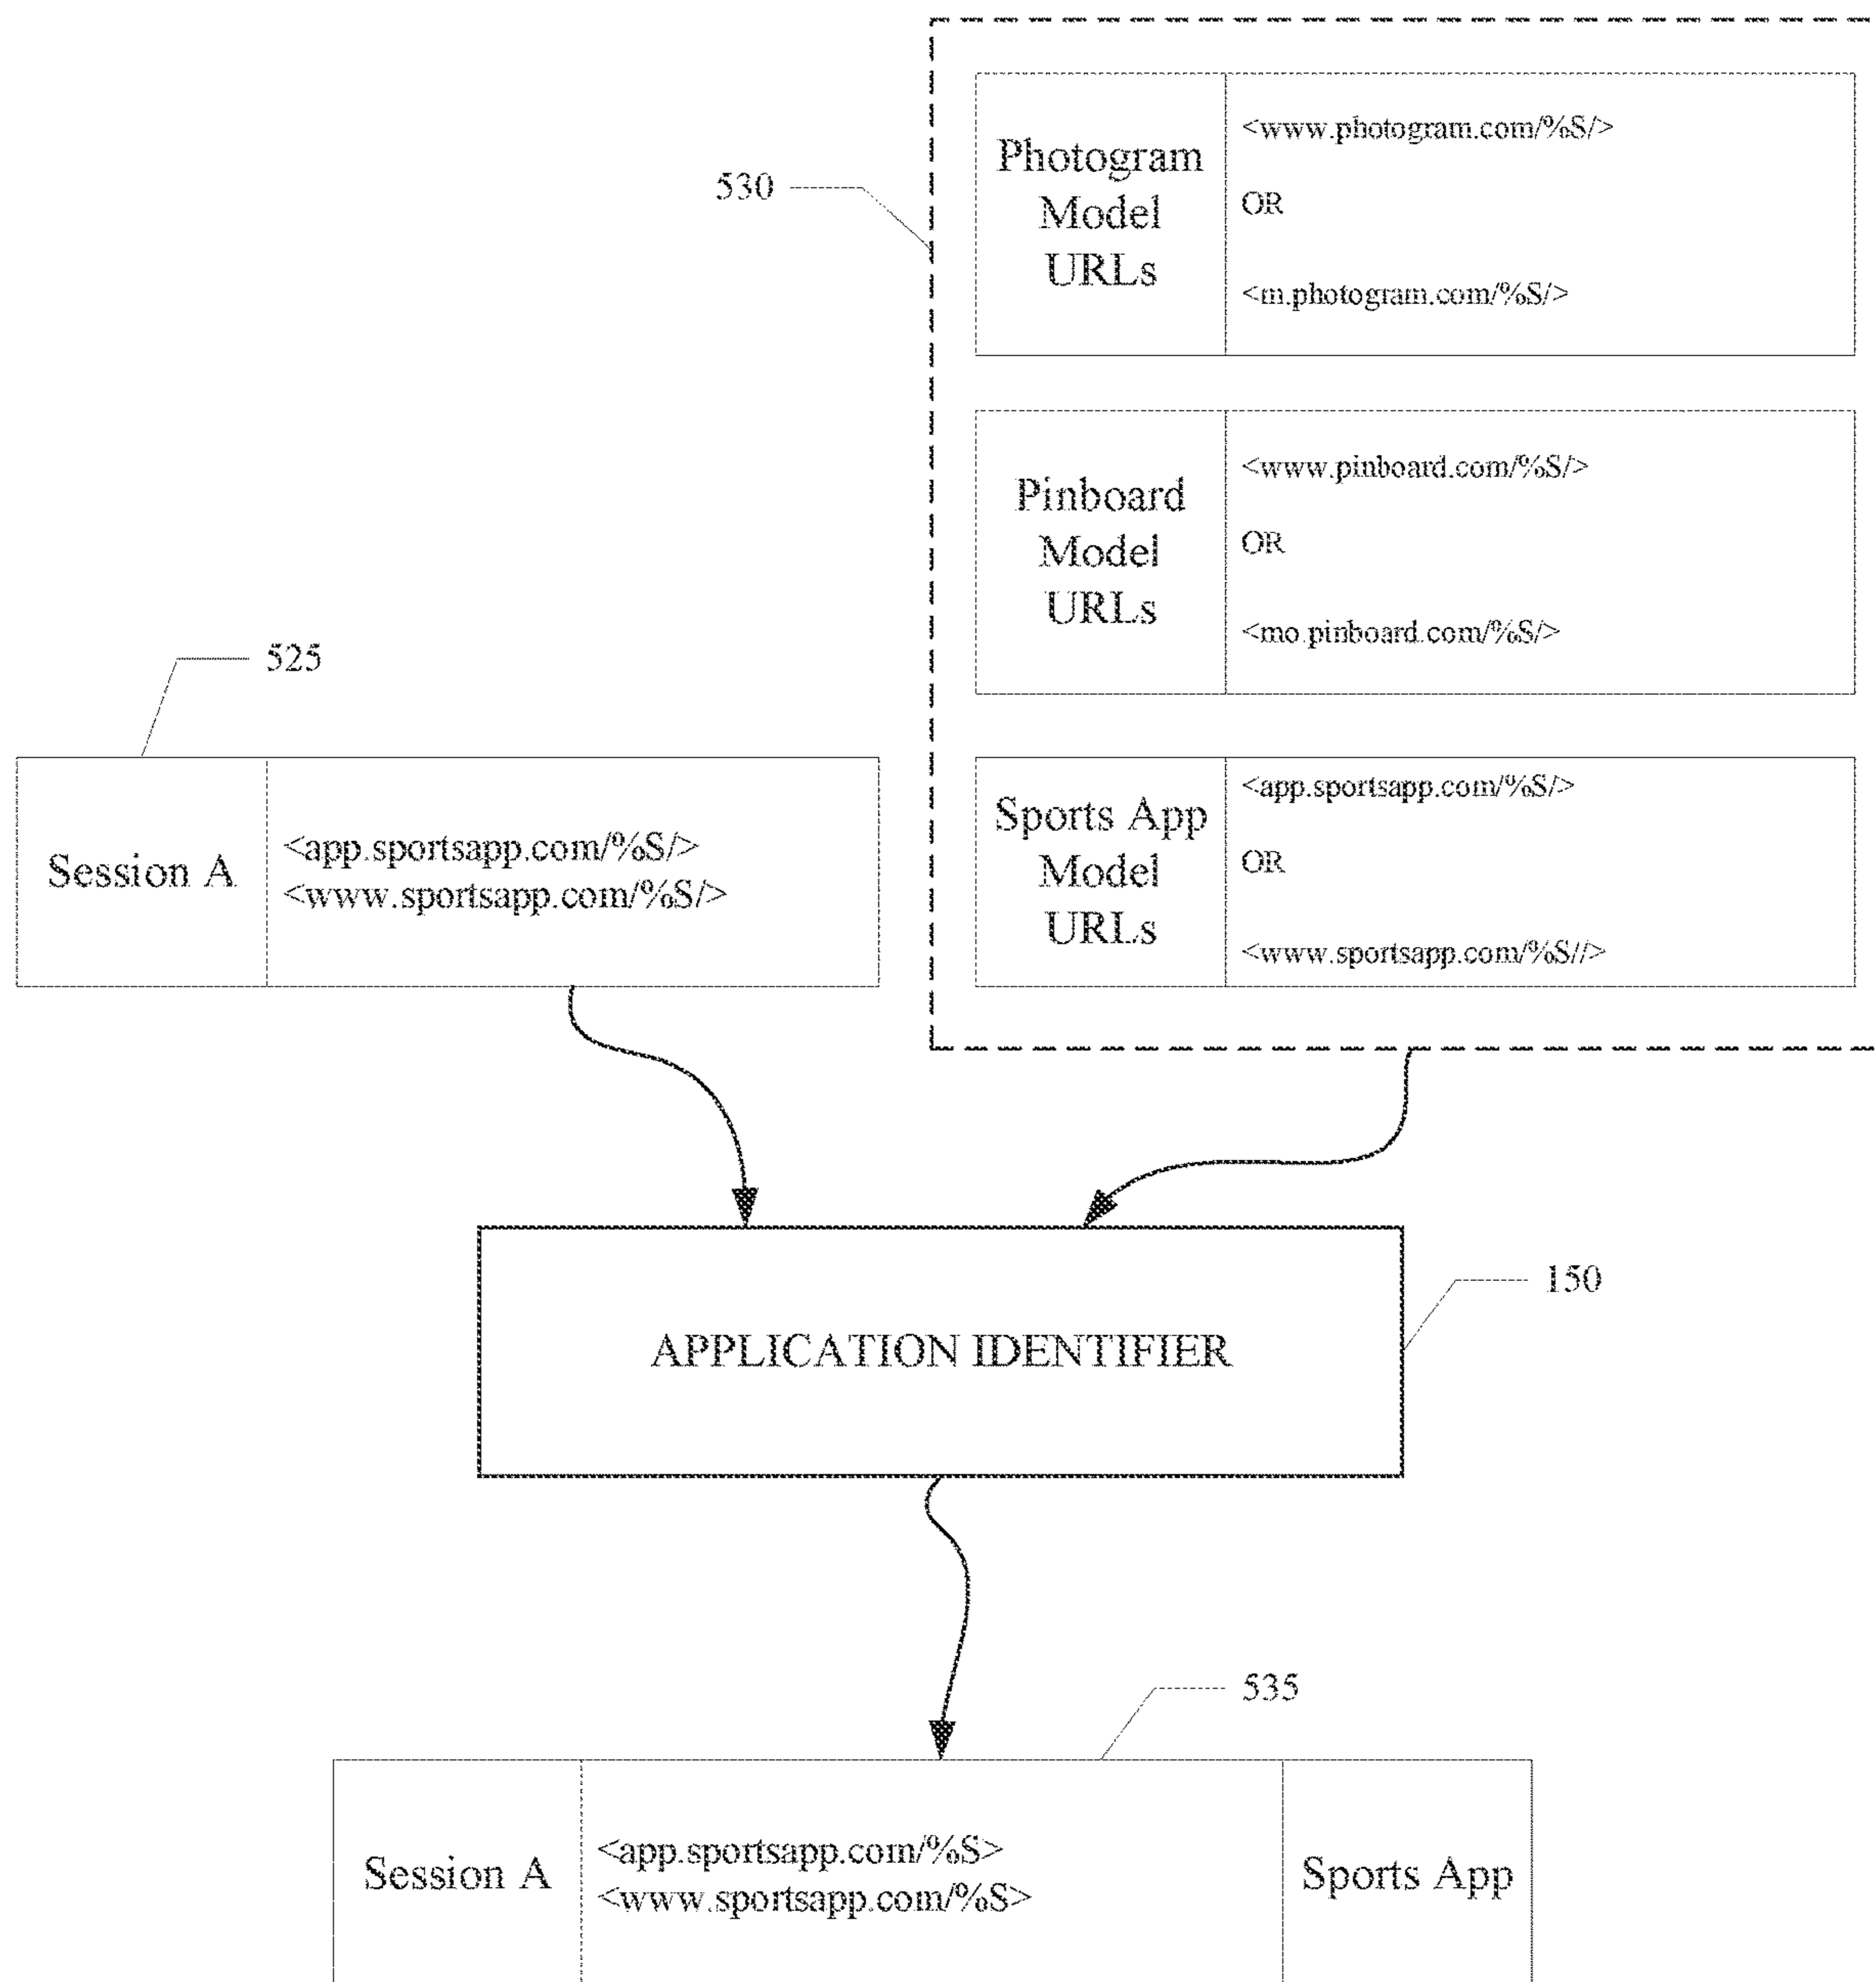 530
Photogram
Model
URLs
<www.photogram.com/%S/>
OR
<m.photogram.com/%S/>
Pinboard
Model
URLs
<www.pinboard.com/%S/>
OR
<mo.pinboard.com/%S/>
525
Session A
<app.sportsapp.com/%S/>
<www.sportsapp.com/%S/>
Sports App
Model
URLs
<app.sportsapp.com/%S/>
OR
<www.sportsapp.com/%S//>
150
APPLICATION IDENTIFIER
535
Session A
<app.sportsapp.com/%S>
<www.sportsapp.com/%S>
Sports App